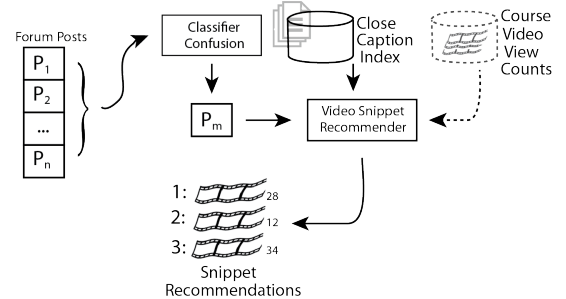 Forum Posts
P1
P2
...
Pn
Classifier
Confusion
Pm
Close
Caption
Index
Course
Video
View
Counts
Video Snippet
Recommender
1:
28
2:
12
3:
34
Snippet
Recommendations